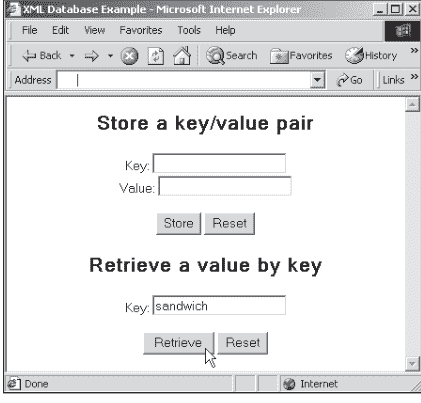 XML Database Example - Microsoft Internet Explorer
File Edit View Favorites Tools Help
Back Search Favorites History »
Address Go Links »
Store a key/value pair
Key:
Value:
Store Reset
Retrieve a value by key
Key: sandwich
Retrieve Reset
Done Internet